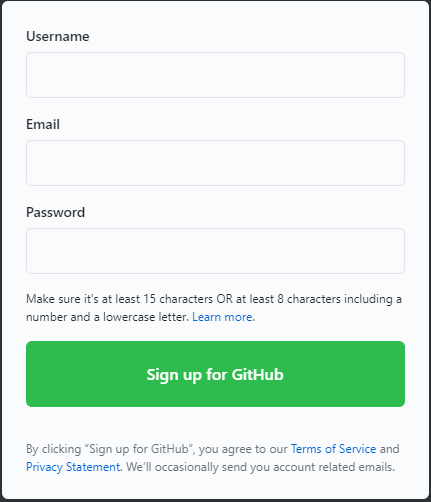 Username
Email
Password
Make sure it's at least 15 characters OR at least 8 characters including a
number and a lowercase letter. Learn more.
Sign up for GitHub
By clicking “Sign up for GitHub”, you agree to our Terms of Service and
Privacy Statement. We’ll occasionally send you account related emails.